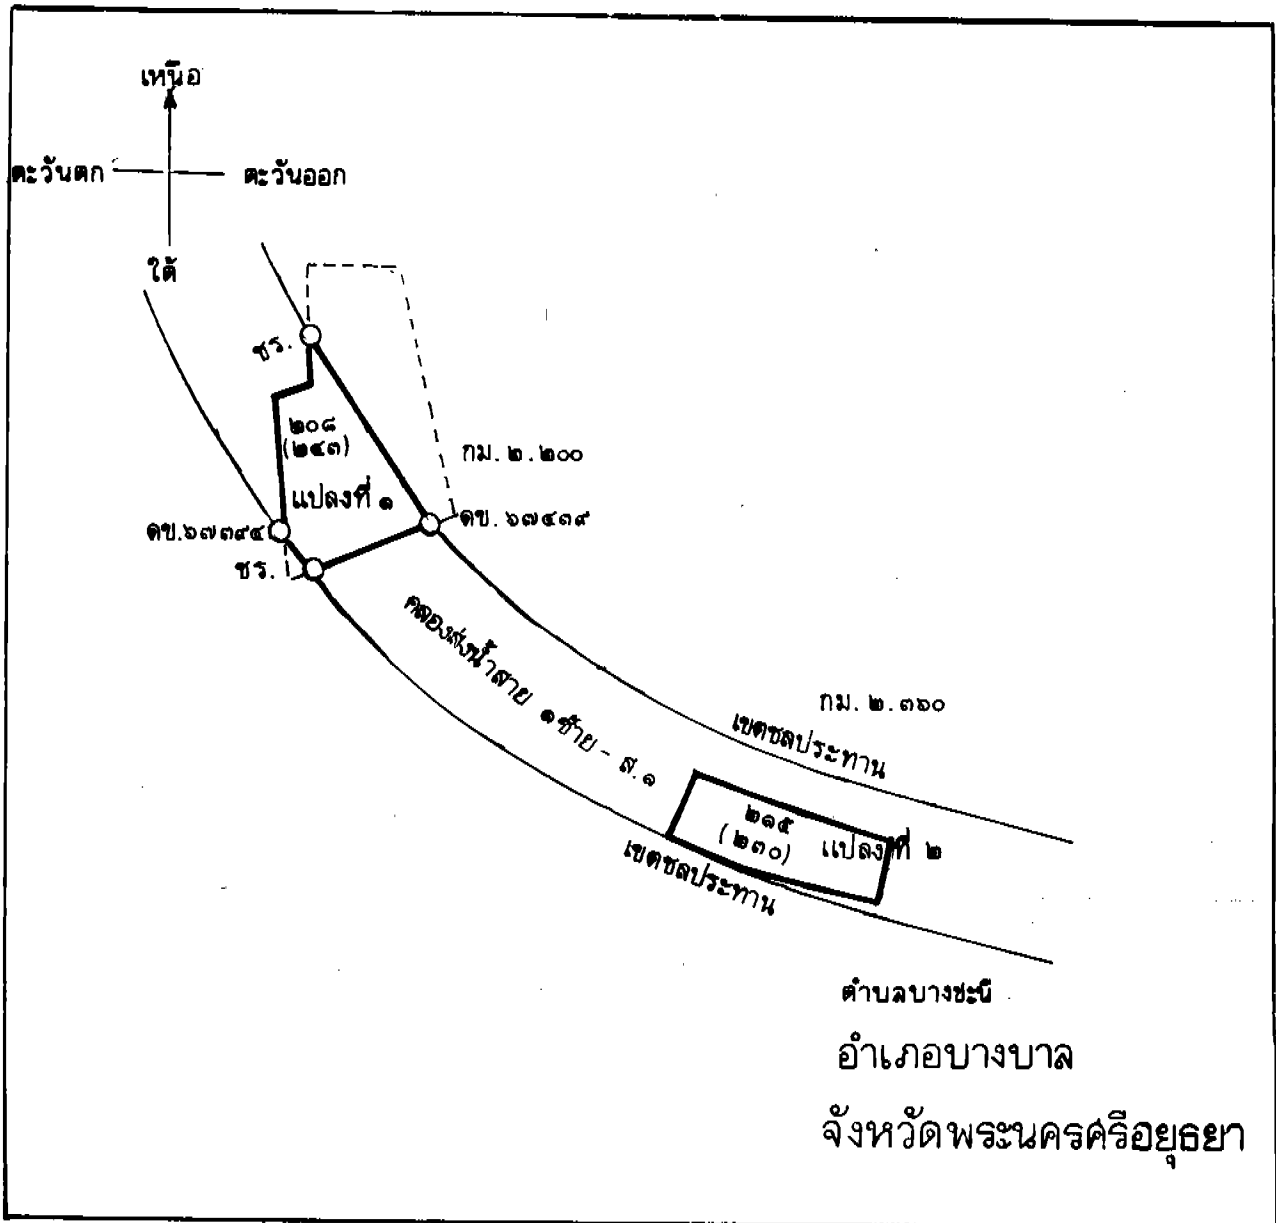 เหนือ
ตะวันตก
ตะวันออก
ใต้
ชร.
๒๐๘
(๒๔๓)
กม. ๒.๒๐๐
แปลงที่ ๑
ดข.๖๗๓๙๔
ดข. ๖๗๔๓๙
ชร.
คลองส่งน้ำสาย ๑ซ้าย - ส.๑
กม. ๒.๓๖๐
เขตชลประทาน
๒๑๕
(๒๓๐)
แปลงที่ ๒
เขตชลประทาน
ตำบลบางชะนี
อำเภอบางบาล
จังหวัดพระนครศรีอยุธยา